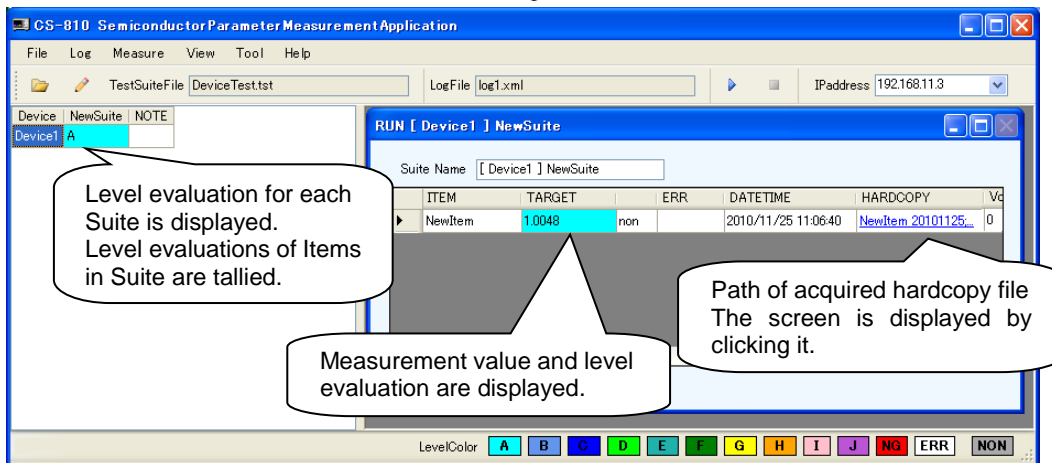 CS-810 Semiconductor Parameter Measurement Application
File Log Measure View Tool Help
TestSuiteFile DeviceTest.tst LogFile log1.xml IPaddress 192.168.11.3
Device NewSuite NOTE
Device1 A
RUN [ Device1 ] NewSuite
Suite Name [ Device1 ] NewSuite
ITEM TARGET ERR DATETIME HARDCOPY
NewItem 1.0048 non 2010/11/25 11:06:40 NewItem 20101125;... 0
Level evaluation for each
Suite is displayed.
Level evaluations of Items
in Suite are tallied.
Measurement value and level
evaluation are displayed.
Path of acquired hardcopy file
The screen is displayed by
clicking it.
LevelColor A B C D E F G H I J NG ERR NON